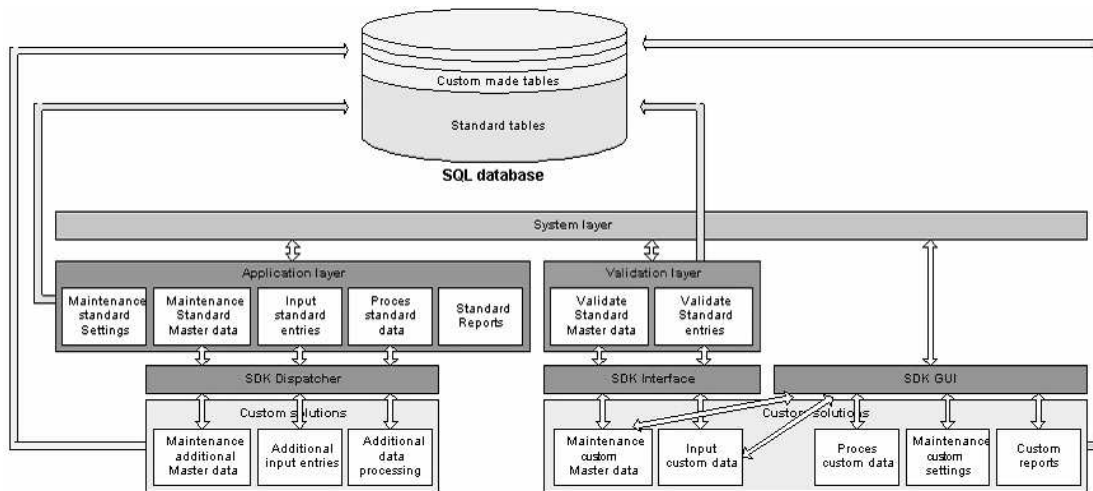 Custom made tables
Standard tables
SQL database
System layer
Application layer
Maintenance
standard
Settings
Maintenance
Standard
Master data
Input
standard
entries
Proces
standard
data
Standard
Reports
Validation layer
Validate
Standard
Master data
Validate
Standard
entries
SDK Dispatcher
SDK Interface
SDK GUI
Custom solutions
Maintenance
additional
Master data
Additional
input entries
Additional
data
processing
Custom solutions
Maintenance
custom
Master data
Input
custom data
Proces
custom data
Maintenance
custom
settings
Custom
reports